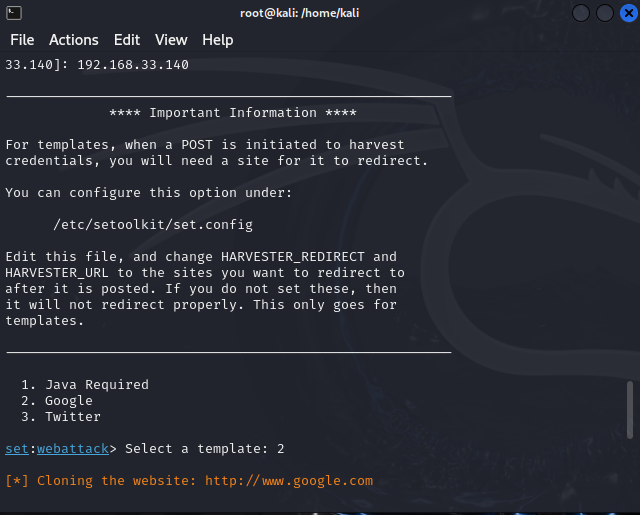 root@kali: /home/kali
File Actions Edit View Help
33.140]: 192.168.33.140
**** Important Information ****
For templates, when a POST is initiated to harvest
credentials, you will need a site for it to redirect.
You can configure this option under:
/etc/setoolkit/set.config
Edit this file, and change HARVESTER_REDIRECT and
HARVESTER_URL to the sites you want to redirect to
after it is posted. If you do not set these, then
it will not redirect properly. This only goes for
templates.
1. Java Required
2. Google
3. Twitter
set:webattack> Select a template: 2
[*] Cloning the website: http://www.google.com